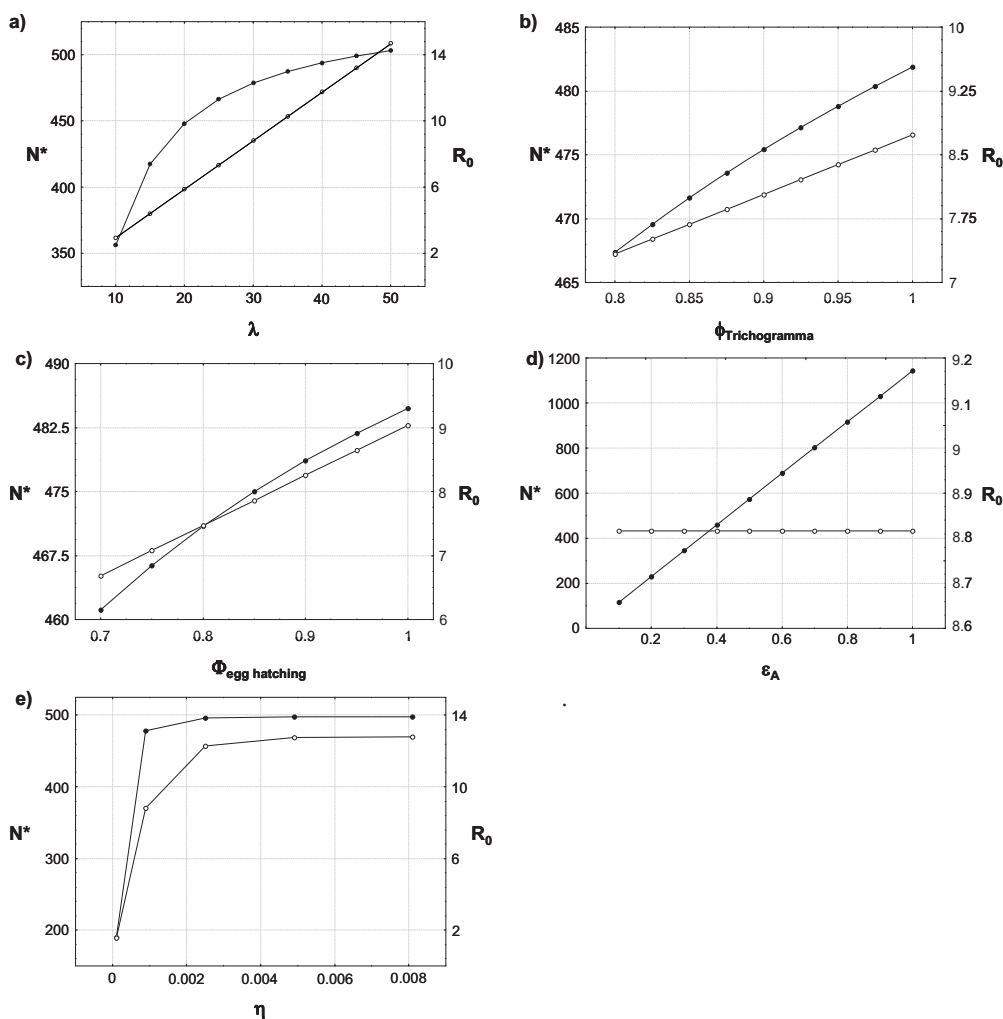 a)
500
450
400
350
N*
14
10
6
2
R0
10 20 30 40 50
λ
b)
485
480
475
470
465
N*
10
9.25
8.5
7.75
7
R0
0.8 0.85 0.9 0.95 1
ϕTrichogramma
c)
490
482.5
475
467.5
460
N*
10
9
8
7
6
R0
0.7 0.8 0.9 1
Φegg hatching
d)
1200
1000
800
600
400
200
0
N*
9.2
9.1
9
8.9
8.8
8.7
8.6
R0
0.2 0.4 0.6 0.8 1
εA
e)
500
400
300
200
N*
14
10
6
2
R0
0 0.002 0.004 0.006 0.008
η